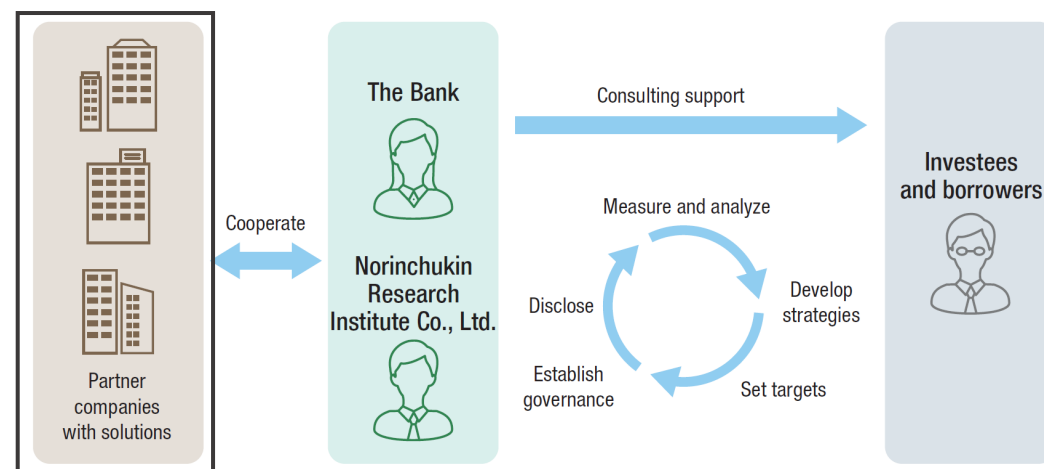 Partner
companies
with solutions
Cooperate
The Bank
Norinchukin
Research
Institute Co., Ltd.
Consulting support
Measure and analyze
Develop
strategies
Set targets
Establish
governance
Disclose
Investees
and borrowers